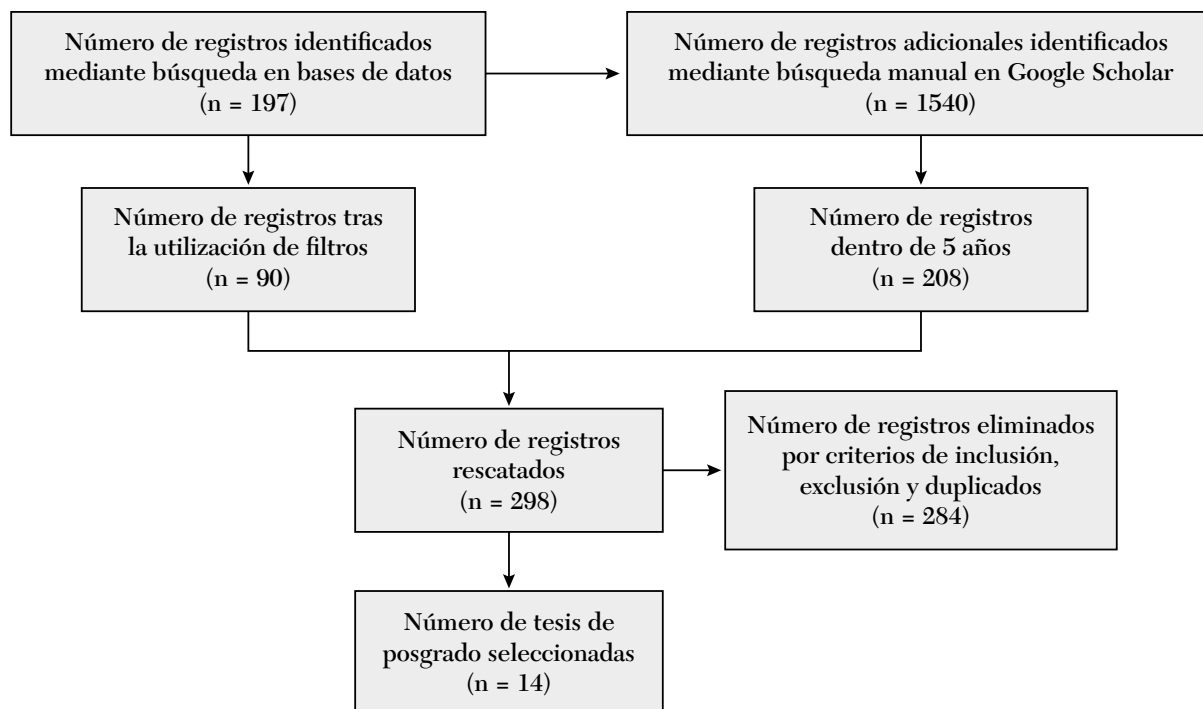 Número de registros identificados
mediante búsqueda en bases de datos
(n = 197)
Número de registros adicionales identificados
mediante búsqueda manual en Google Scholar
(n = 1540)
Número de registros tras
la utilización de filtros
(n = 90)
Número de registros
dentro de 5 años
(n = 208)
Número de registros
rescatados
(n = 298)
Número de registros eliminados
por criterios de inclusión,
exclusión y duplicados
(n = 284)
Número de tesis de
posgrado seleccionadas
(n = 14)